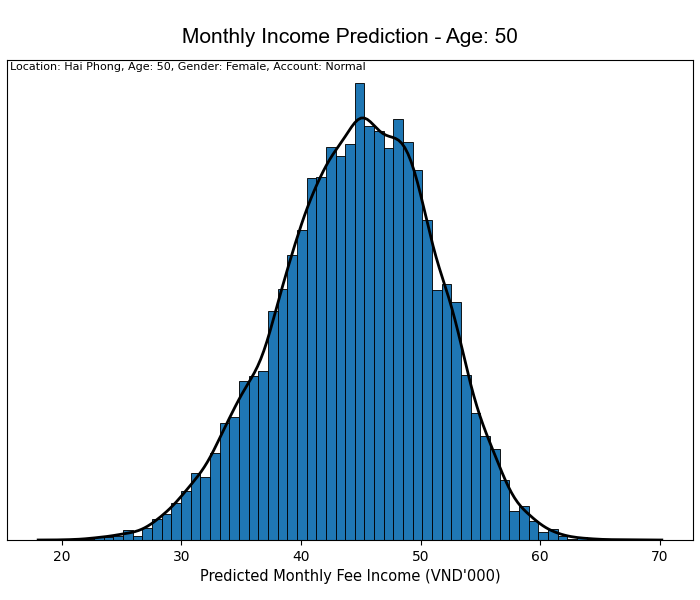 Monthly Income Prediction - Age: 50
Location: Hai Phong, Age: 50, Gender: Female, Account: Normal
20 30 40 50 60 70
Predicted Monthly Fee Income (VND'000)